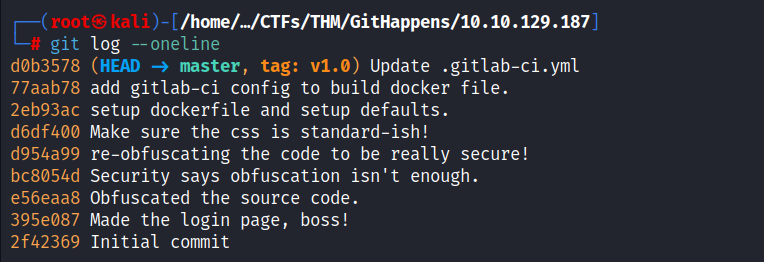 ┌──(root㉿kali)-[/home/…/CTFs/THM/GitHappens/10.10.129.187]
└─# git log --oneline
d0b3578 (HEAD → master, tag: v1.0) Update .gitlab-ci.yml
77aab78 add gitlab-ci config to build docker file.
2eb93ac setup dockerfile and setup defaults.
d6df400 Make sure the css is standard-ish!
d954a99 re-obfuscating the code to be really secure!
bc8054d Security says obfuscation isn't enough.
e56eaa8 Obfuscated the source code.
395e087 Made the login page, boss!
2f42369 Initial commit